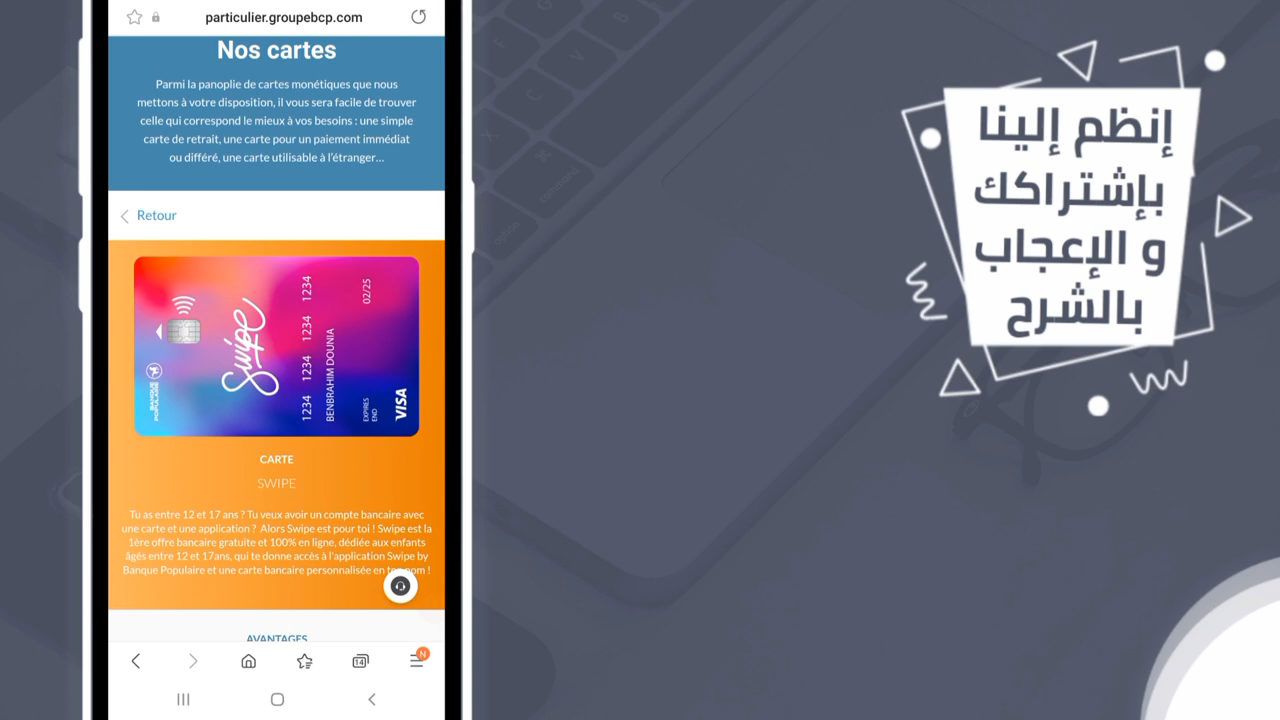 particulier.groupebcp.com
Nos cartes
Parmi la panoplie de cartes monétiques que nous
mettons à votre disposition, il vous sera facile de trouver
celle qui correspond le mieux à vos besoins : une simple
carte de retrait, une carte pour un paiement immédiat
ou différé, une carte utilisable à l'étranger...
Retour
BANQUE
POPULAIRE
Swipe
1234 1234 1234 1234
BENBRAHIM DOUNIA
EXPIRES
END
02/25
VISA
CARTE
SWIPE
Tu as entre 12 et 17 ans ? Tu veux avoir un compte bancaire avec
une carte et une application ? Alors Swipe est pour toi ! Swipe est la
1ère offre bancaire gratuite et 100% en ligne, dédiée aux enfants
âgés entre 12 et 17ans, qui te donne accès à l'application Swipe by
Banque Populaire et une carte bancaire personnalisée en ton nom !
AVANTAGES
14
N
إنظم إلينا
بإشتراكك
و الإعجاب
بالشرح